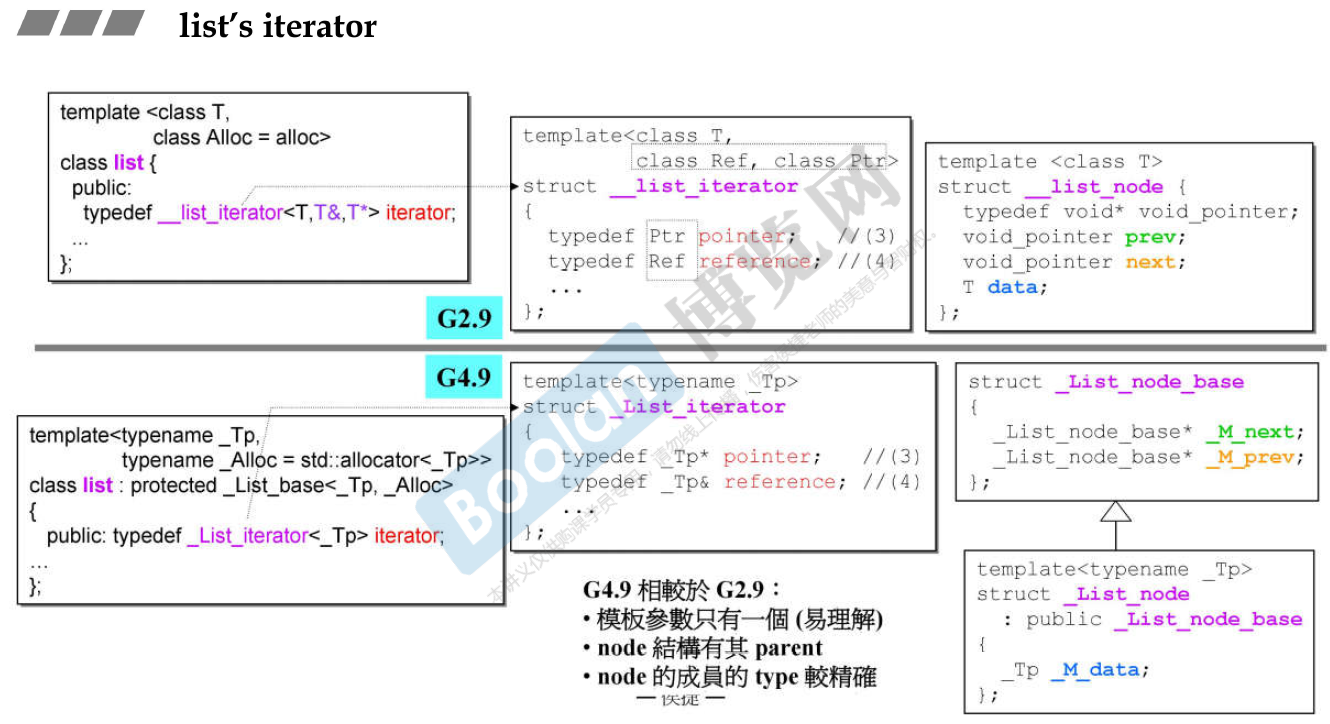 list’s iterator
template <class T,
class Alloc = alloc>
class list {
public:
typedef __list_iterator<T,T&,T*> iterator;
...
};
template<class T,
class Ref, class Ptr>
struct __list_iterator
{
typedef Ptr pointer; //(3)
typedef Ref reference; //(4)
...
};
template <class T>
struct __list_node {
typedef void* void_pointer;
void_pointer prev;
void_pointer next;
T data;
};
G2.9
G4.9
template<typename _Tp,
typename _Alloc = std::allocator<_Tp>>
class list : protected _List_base<_Tp, _Alloc>
{
public: typedef _List_iterator<_Tp> iterator;
...
};
template<typename _Tp>
struct _List_iterator
{
typedef _Tp* pointer; //(3)
typedef _Tp& reference; //(4)
...
};
struct _List_node_base
{
_List_node_base* _M_next;
_List_node_base* _M_prev;
};
template<typename _Tp>
struct _List_node
: public _List_node_base
{
_Tp _M_data;
};
G4.9 相較於 G2.9：
• 模板參數只有一個 (易理解)
• node 結構有其 parent
• node 的成員的 type 較精確
— 侯捷 —
Boolan 博览网